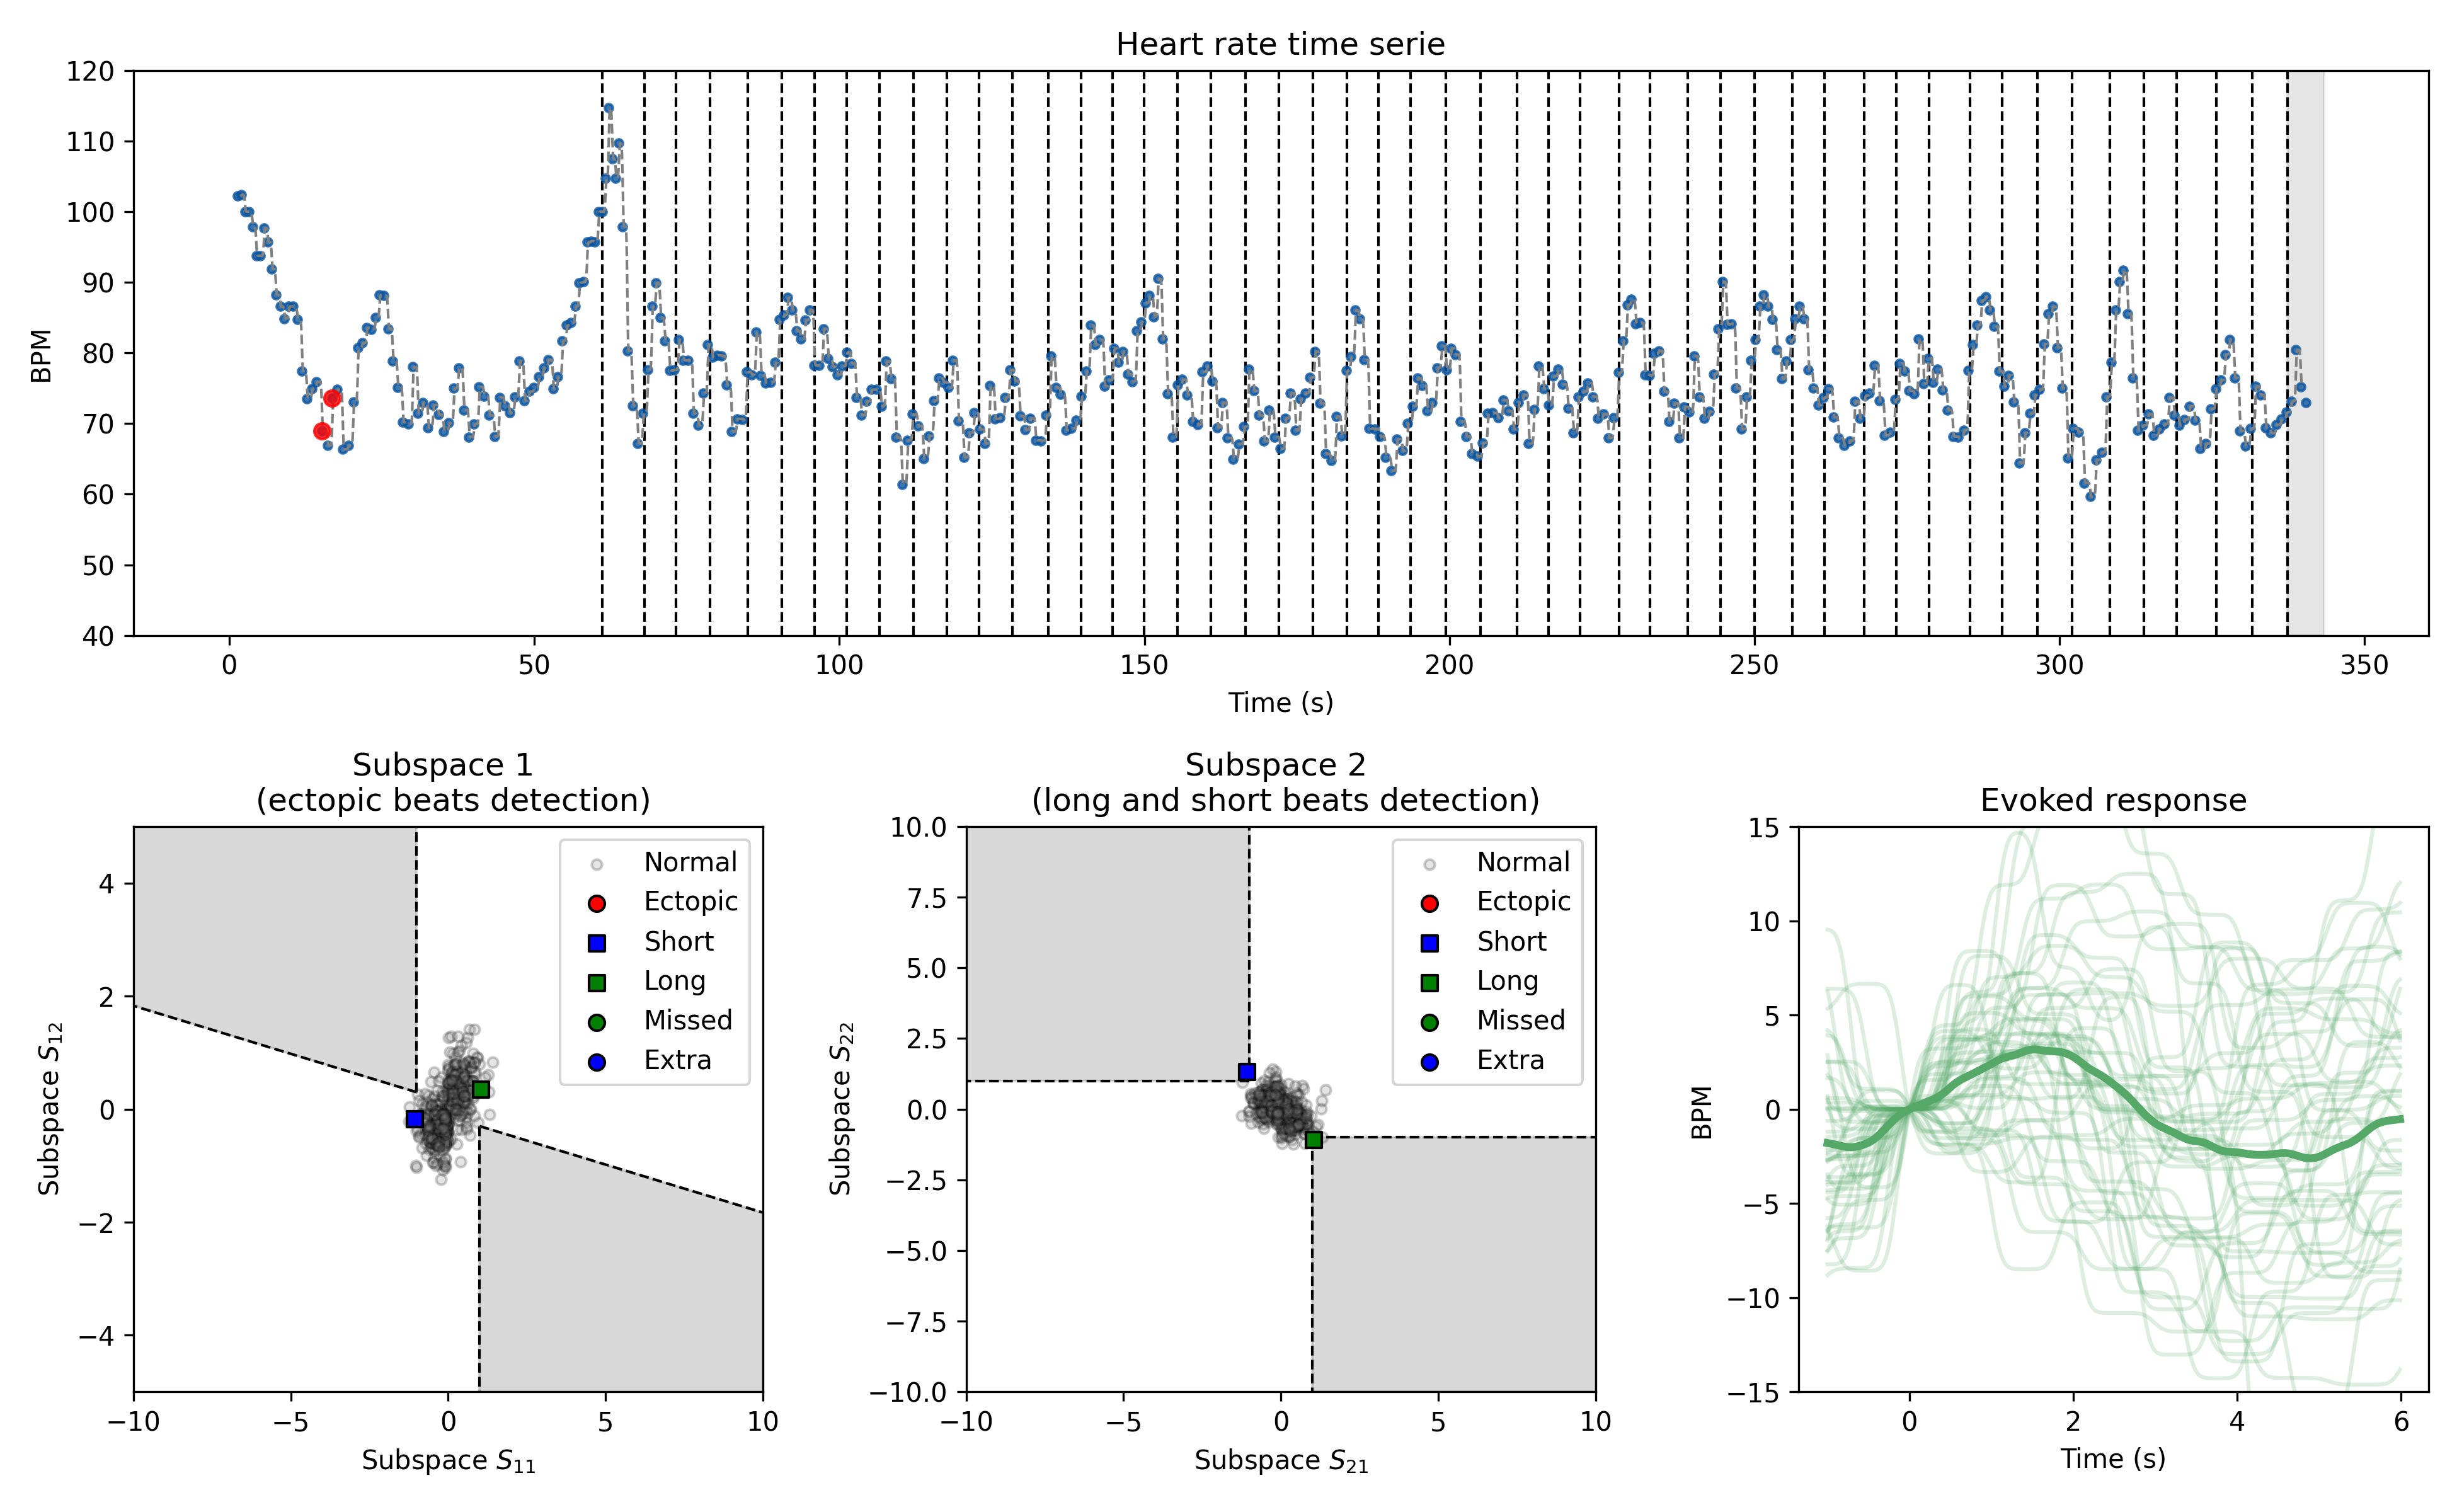 Heart rate time serie
120
110
100
90
80
70
60
50
40
BPM
0 50 100 150 200 250 300 350
Time (s)
Subspace 1
(ectopic beats detection)
4
2
0
−2
−4
Subspace S12
−10 −5 0 5 10
Subspace S11
Normal
Ectopic
Short
Long
Missed
Extra
Subspace 2
(long and short beats detection)
10.0
7.5
5.0
2.5
0.0
−2.5
−5.0
−7.5
−10.0
Subspace S22
−10 −5 0 5 10
Subspace S21
Normal
Ectopic
Short
Long
Missed
Extra
Evoked response
15
10
5
0
−5
−10
−15
BPM
0 2 4 6
Time (s)